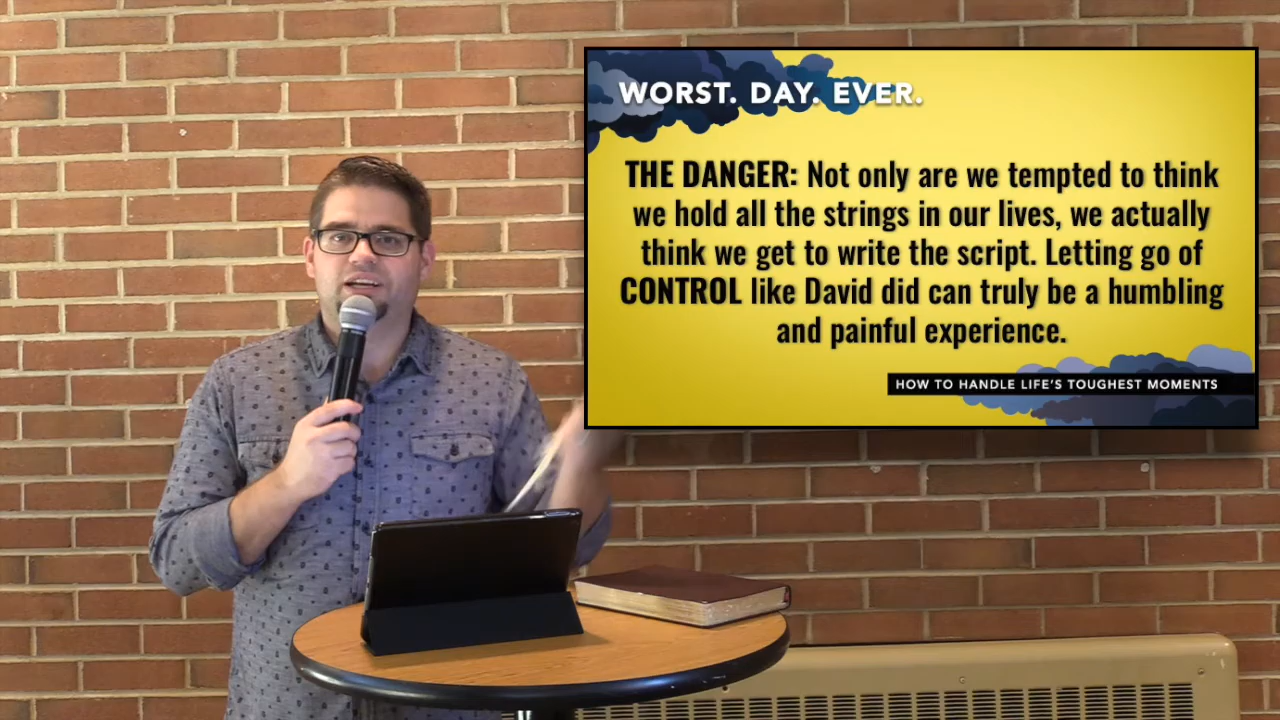 WORST. DAY. EVER.
THE DANGER: Not only are we tempted to think
we hold all the strings in our lives, we actually
think we get to write the script. Letting go of
CONTROL like David did can truly be a humbling
and painful experience.
HOW TO HANDLE LIFE'S TOUGHEST MOMENTS